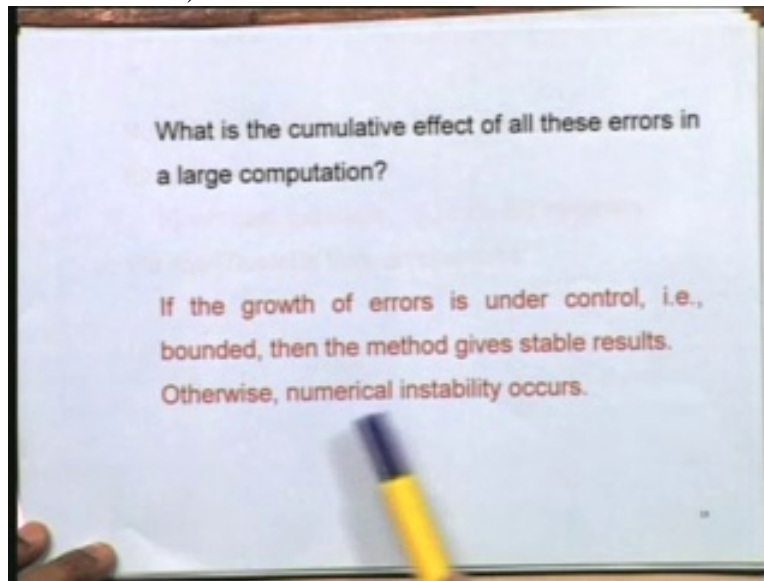 What is the cumulative effect of all these errors in
a large computation?
If the growth of errors is under control, i.e.,
bounded, then the method gives stable results.
Otherwise, numerical instability occurs.